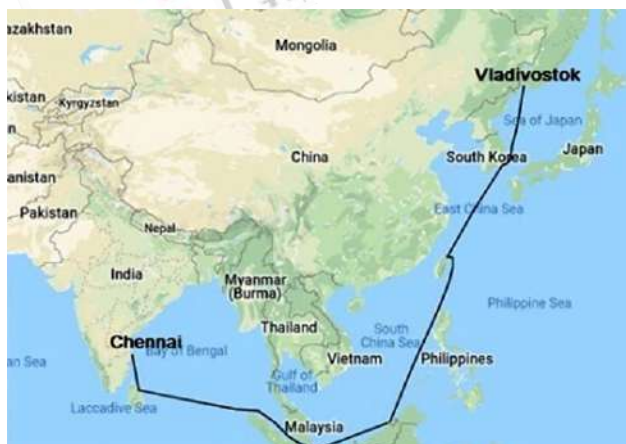 azakhstan
Mongolia
Vladivostok
kistan
Kyrgyzstan
Sea of Japan
China
South Korea
Japan
anistan
Pakistan
East China Sea
Nepal
India
Myanmar
(Burma)
Philippine Sea
Thailand
Chennai
Bay of Bengal
South
China Sea
Vietnam
Philippines
an Sea
Gulf of
Thailand
Laccadive Sea
Malaysia